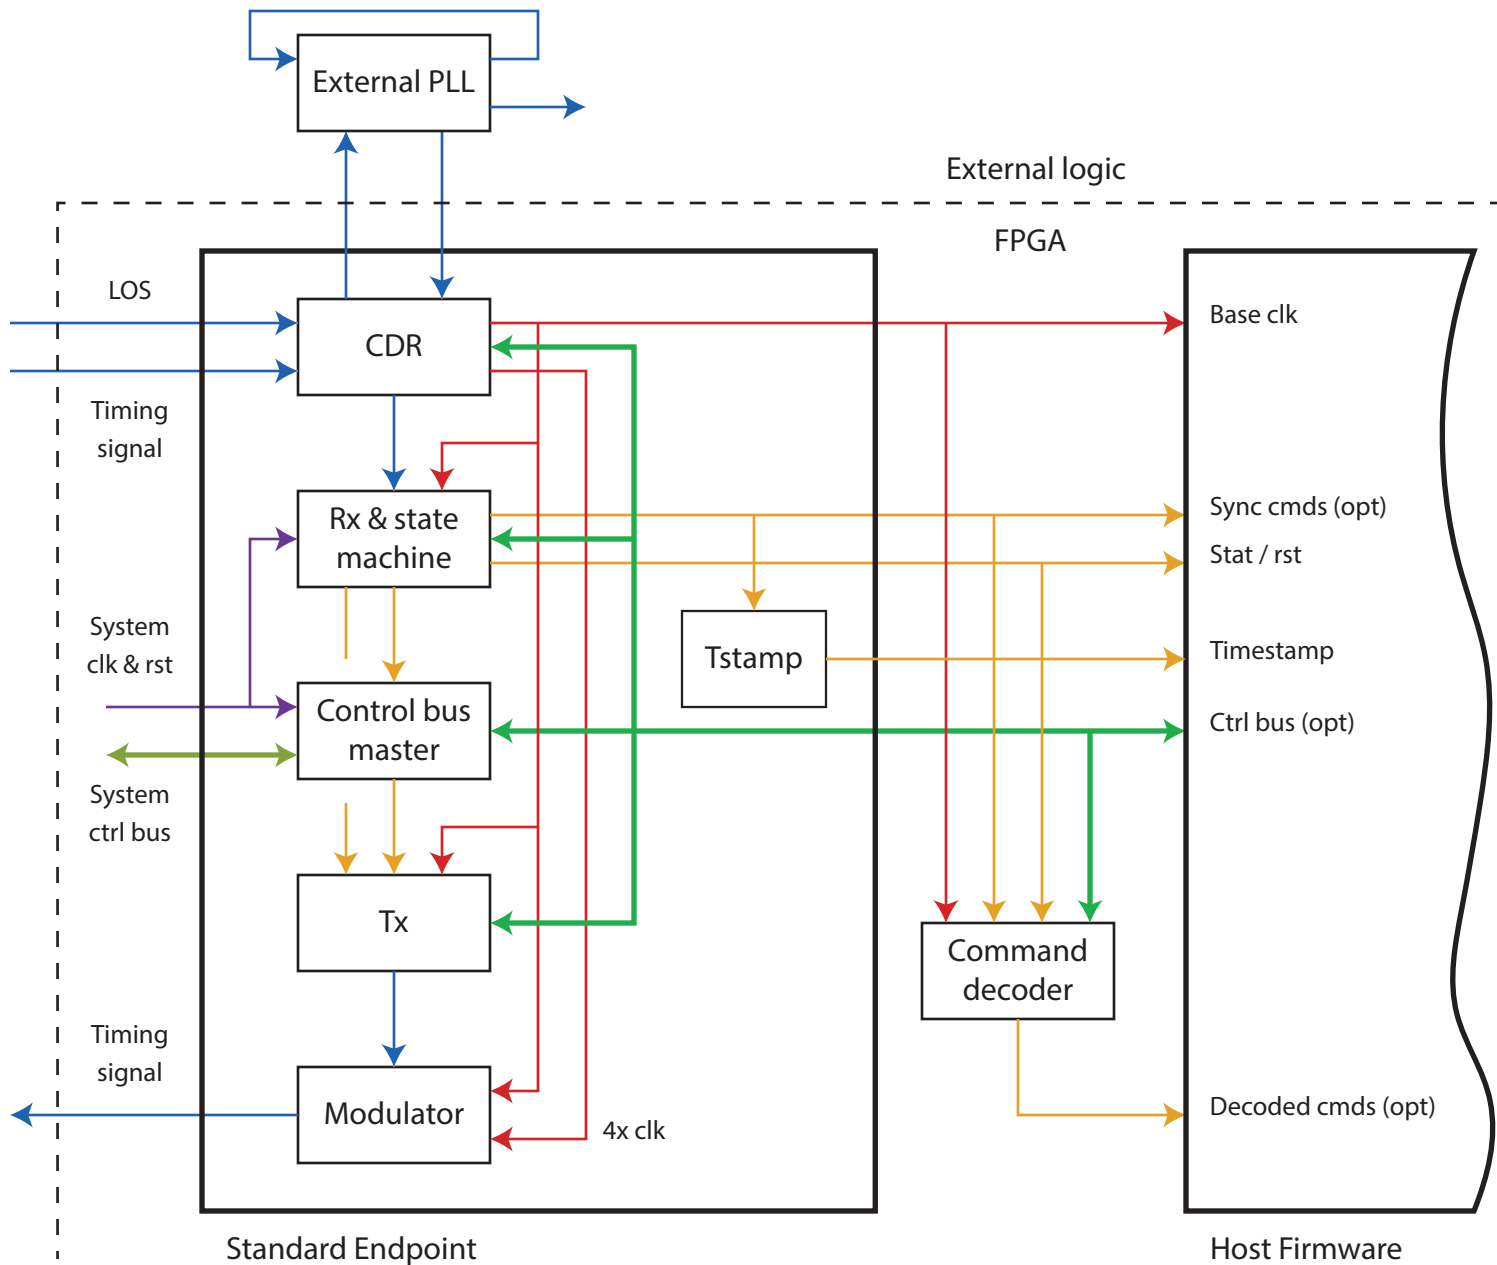 External PLL
External logic
FPGA
LOS
CDR
Base clk
Timing
signal
Rx & state
machine
Sync cmds (opt)
Stat / rst
System
clk & rst
Tstamp
Timestamp
Control bus
master
Ctrl bus (opt)
System
ctrl bus
Tx
Command
decoder
Timing
signal
Modulator
4x clk
Decoded cmds (opt)
Standard Endpoint
Host Firmware